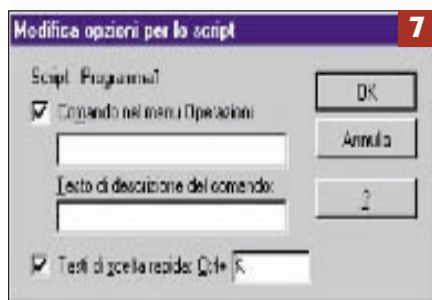 Modifica opzioni per lo script
7
Script: Programma1
OK
Comando nel menu Operazioni
Annulla
Testo di descrizione del comando:
?
Tasti di scelta rapida: Ctrl+